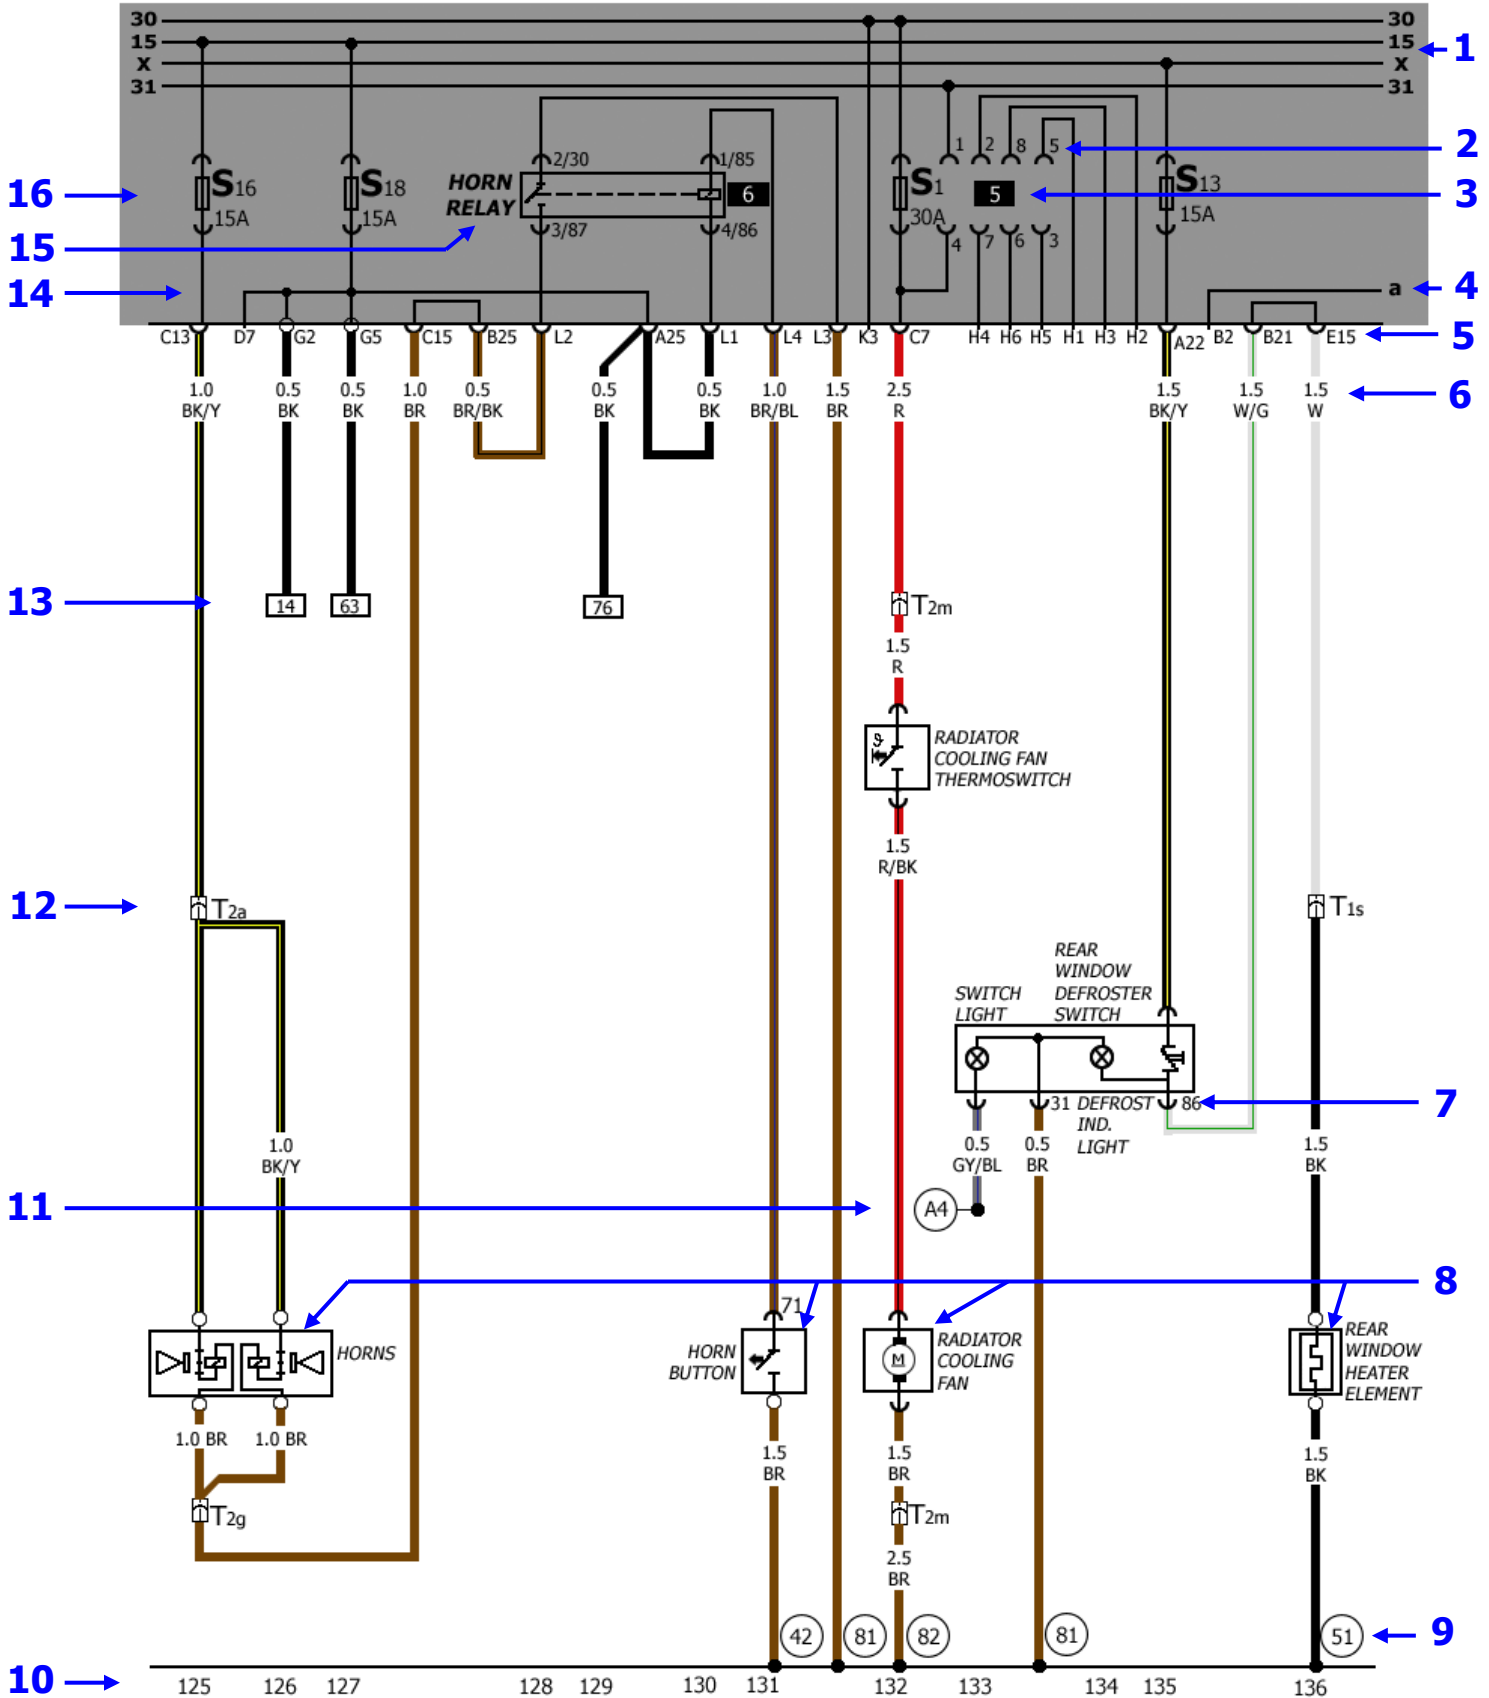 30 30
15 15 1
X X
31 31
1 2 8 5 2
16 S16 S18 HORN 2/30 1/85 S1 S13
15A 15A RELAY 6 30A 5 15A 3
15 3/87 4/86 4 7 6 3
14 a 4
C13 D7 G2 G5 C15 B25 L2 A25 L1 L4 L3 K3 C7 H4 H6 H5 H1 H3 H2 A22 B2 B21 E15 5
1.0 0.5 0.5 1.0 0.5 0.5 0.5 1.0 1.5 2.5 1.5 1.5 1.5 6
BK/Y BK BK BR BR/BK BK BK BR/BL BR R BK/Y W/G W
13 14 63 76 T2m
1.5
R
RADIATOR
COOLING FAN
THERMOSWITCH
ϑ
1.5
R/BK
12 T2a T1s
REAR
WINDOW
DEFROSTER
SWITCH
SWITCH
LIGHT
31 DEFROST 86 7
IND.
LIGHT
1.0 0.5 0.5 1.5
BK/Y GY/BL BR BK
11 A4
8
71
HORNS
HORN
BUTTON
M
RADIATOR
COOLING
FAN
REAR
WINDOW
HEATER
ELEMENT
1.0 BR 1.0 BR
1.5 1.5 1.5
BR BR BK
T2g T2m
2.5
BR
42 81 82 81 51 9
10 125 126 127 128 129 130 131 132 133 134 135 136